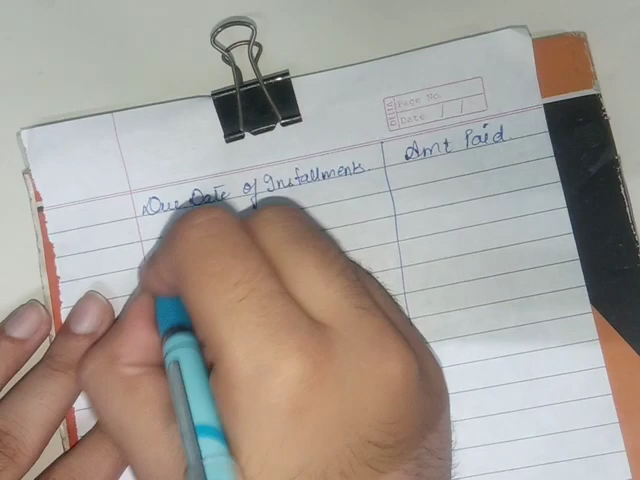 Page No.
Date
Due Date of Installments
Amt Paid